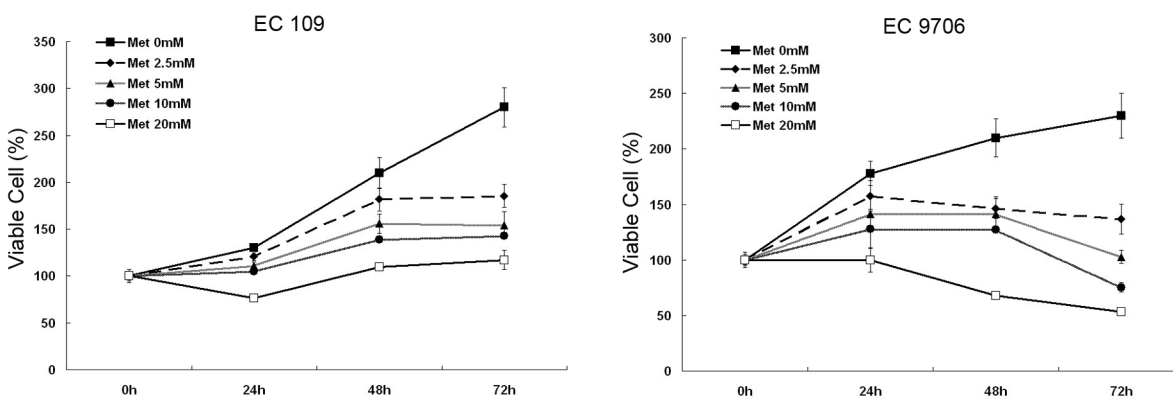 EC 109
Viable Cell (%)
350
300
250
200
150
100
50
0
Met 0mM
Met 2.5mM
Met 5mM
Met 10mM
Met 20mM
0h 24h 48h 72h
EC 9706
Viable Cell (%)
300
250
200
150
100
50
0
Met 0mM
Met 2.5mM
Met 5mM
Met 10mM
Met 20mM
0h 24h 48h 72h